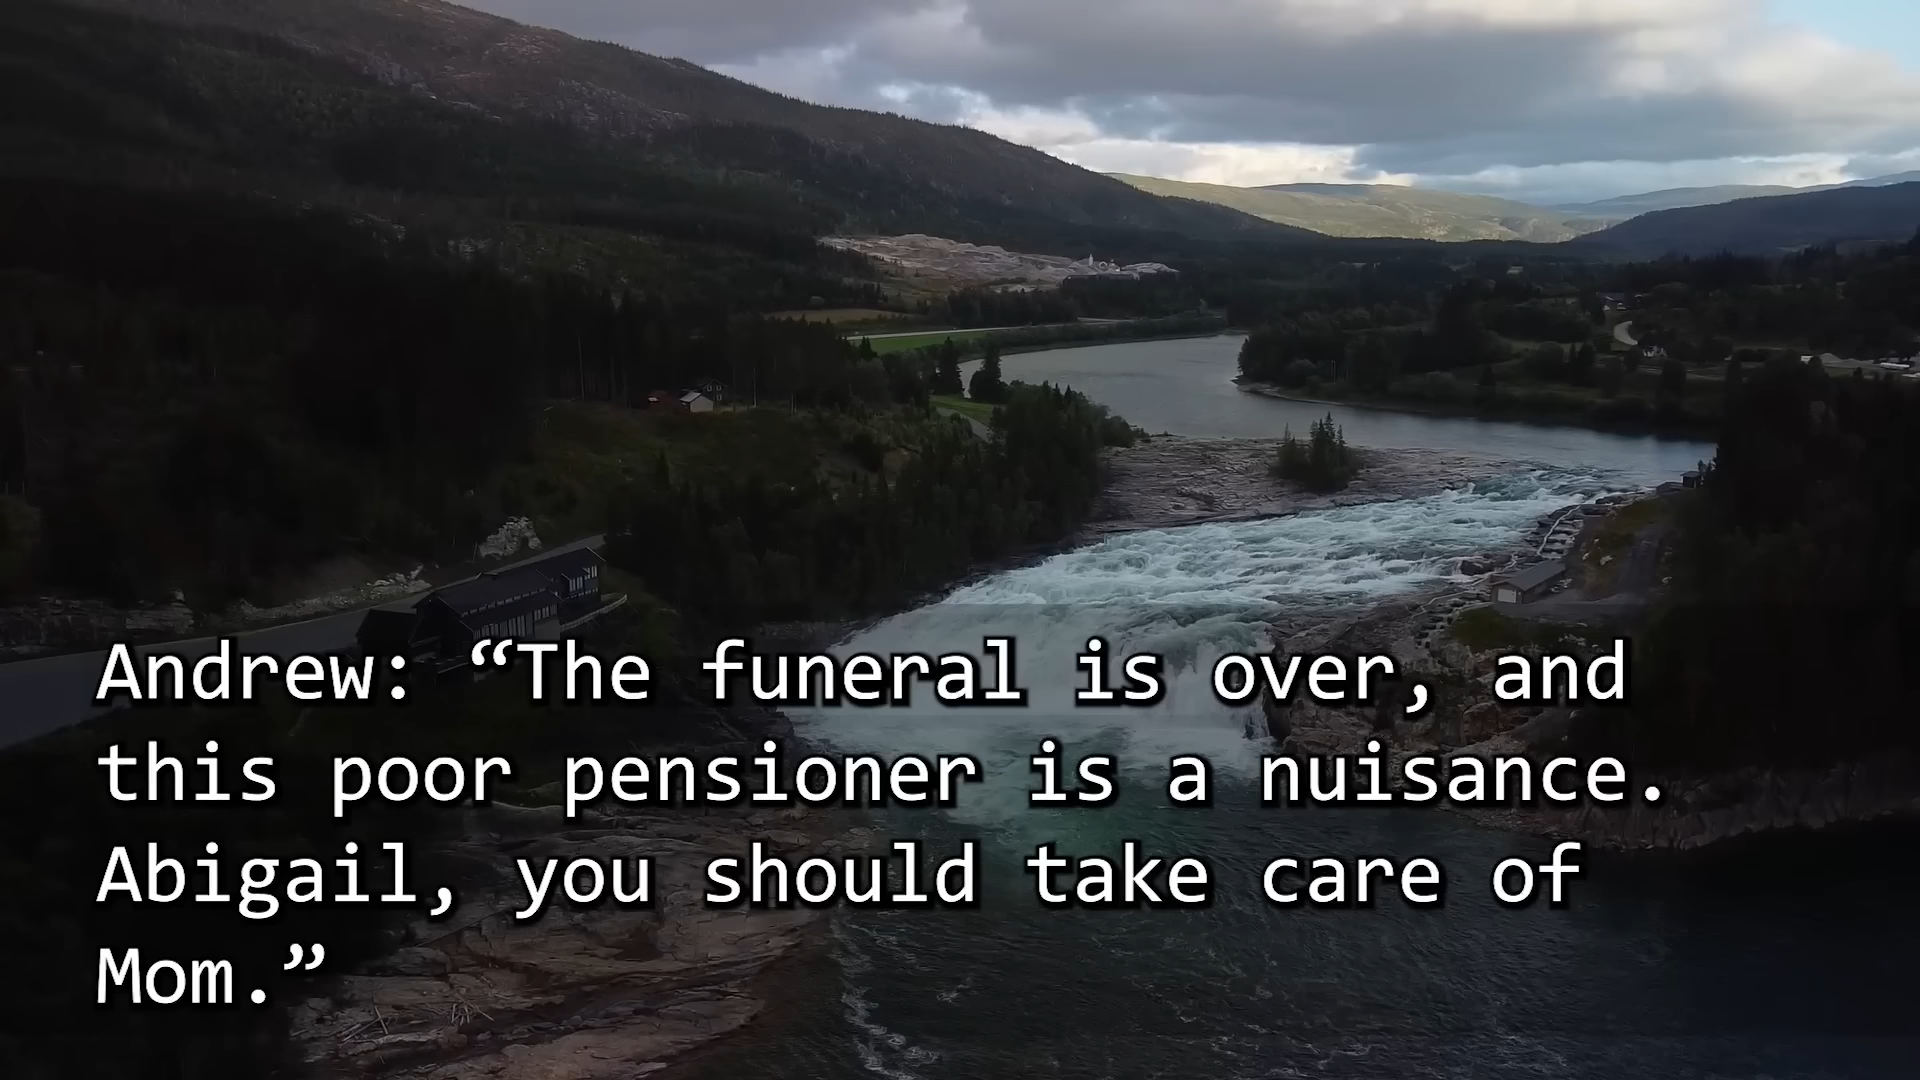 Andrew: “The funeral is over, and
this poor pensioner is a nuisance.
Abigail, you should take care of
Mom.”